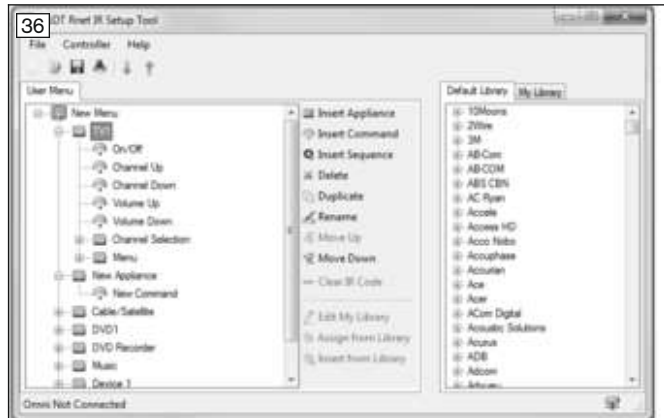 36
OT Rnet IR Setup Tool
File Controller Help
User Menu
New Menu
TV1
On/Off
Channel Up
Channel Down
Volume Up
Volume Down
Channel Selection
Menu
New Appliance
New Command
Cable/Satellite
DVD1
DVD Recorder
Music
Device 1
Insert Appliance
Insert Command
Insert Sequence
Delete
Duplicate
Rename
Move Up
Move Down
Clear IR Code
Edit My Library
Assign from Library
Insert from Library
Default Library My Library
10Moons
2Wire
3M
AB-Com
AB-COM
ABS CBN
AC Ryan
Accele
Access HD
Acco Nobo
Accuphase
Accurian
Ace
Acer
ACorn Digital
Acoustic Solutions
Acurus
ADB
Adcom
Omni Not Connected